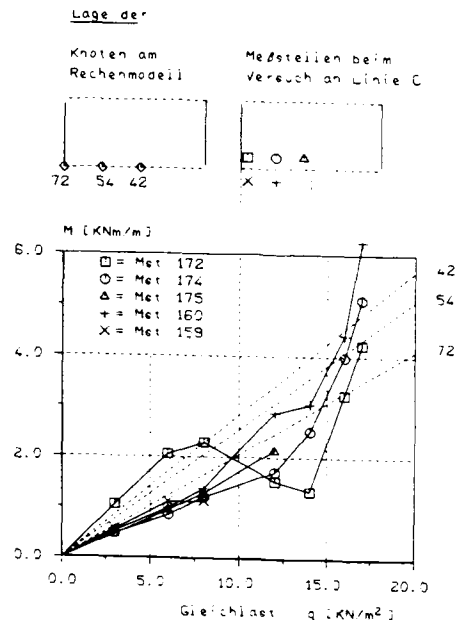 Lage der
Knoten am
Rechenmodell
Meßstellen beim
Versuch an Linie C
72 54 42
M [KNm/m]
6.0
4.0
2.0
0.0
□ = Mst 172
○ = Mst 174
△ = Mst 175
+ = Mst 160
× = Mst 159
42
54
72
0.0 5.0 10.0 15.0 20.0
Gleichlast q [KN/m²]